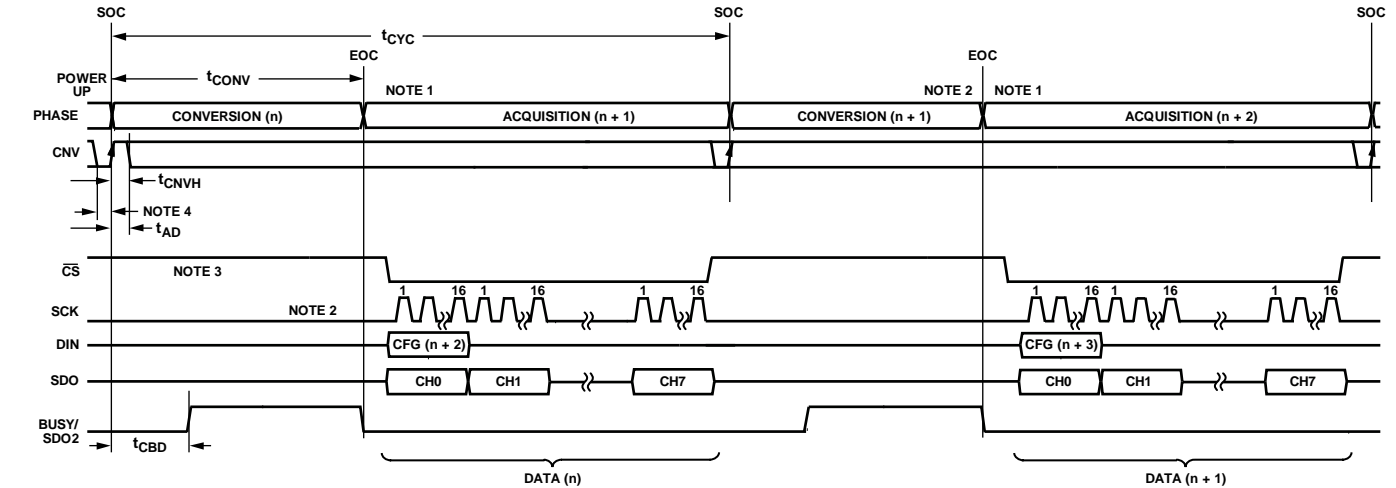 SOC SOC SOC
tCYC
EOC EOC
tCONV
POWER
UP
NOTE 1 NOTE 2 NOTE 1
PHASE CONVERSION (n) ACQUISITION (n + 1) CONVERSION (n + 1) ACQUISITION (n + 2)
CNV
tCNVH
NOTE 4
tAD
CS NOTE 3
1 16 1 16 1 16 1 16 1 16 1 16
SCK NOTE 2
DIN CFG (n + 2) CFG (n + 3)
SDO CH0 CH1 CH7 CH0 CH1 CH7
BUSY/
SDO2
tCBD
DATA (n) DATA (n + 1)